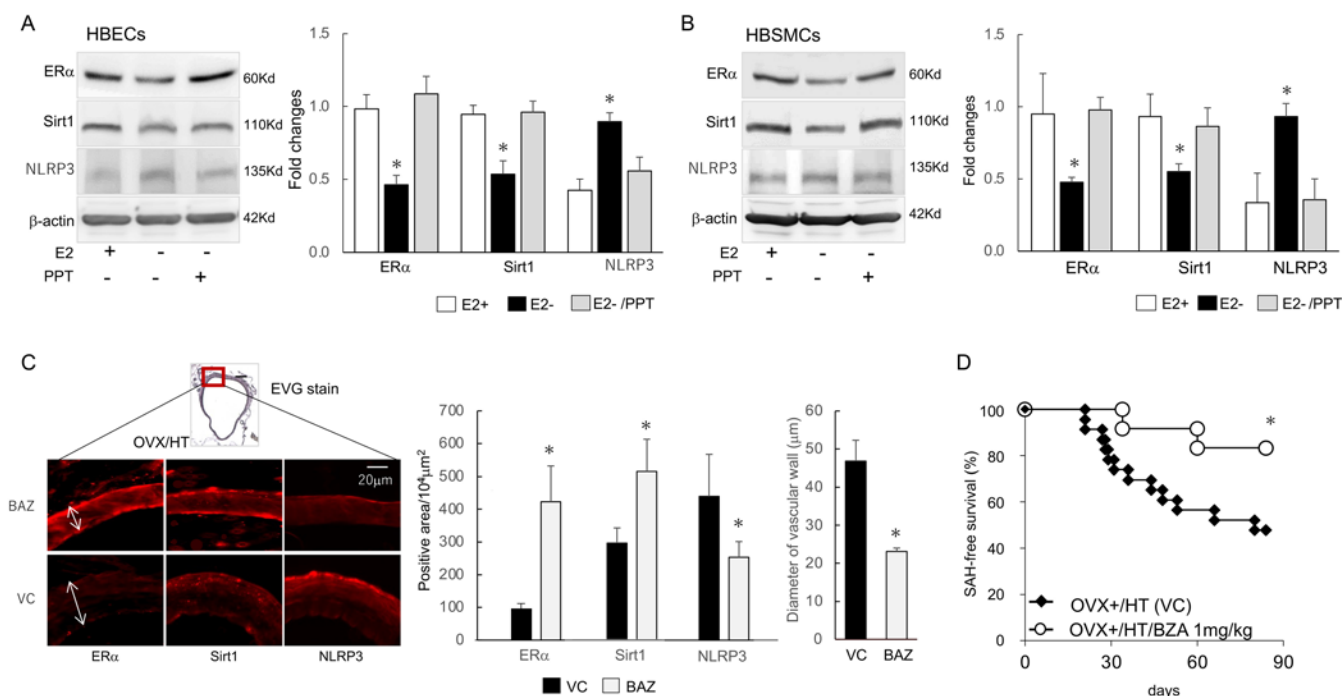 A
HBECs
ERα
60Kd
Sirt1
110Kd
NLRP3
135Kd
β-actin
42Kd
E2 + - -
PPT - - +
Fold changes
1.0
0.5
0.0
*
*
*
ERα Sirt1 NLRP3
E2+ E2- E2- /PPT
B
HBSMCs
ERα
60Kd
Sirt1
110Kd
NLRP3
135Kd
β-actin
42Kd
E2 + - -
PPT - - +
Fold changes
1.0
0.5
0.0
*
*
*
ERα Sirt1 NLRP3
E2+ E2- E2- /PPT
C
EVG stain
OVX/HT
20μm
BAZ
VC
ERα Sirt1 NLRP3
Positive area/10⁴μm²
700
600
500
400
300
200
100
0
*
*
*
ERα Sirt1 NLRP3
VC BAZ
Diameter of vascular wall (μm)
60
50
40
30
20
10
0
*
VC BAZ
D
SAH-free survival (%)
100
80
60
40
20
0
*
OVX+/HT (VC)
OVX+/HT/BZA 1mg/kg
0 30 60 90
days